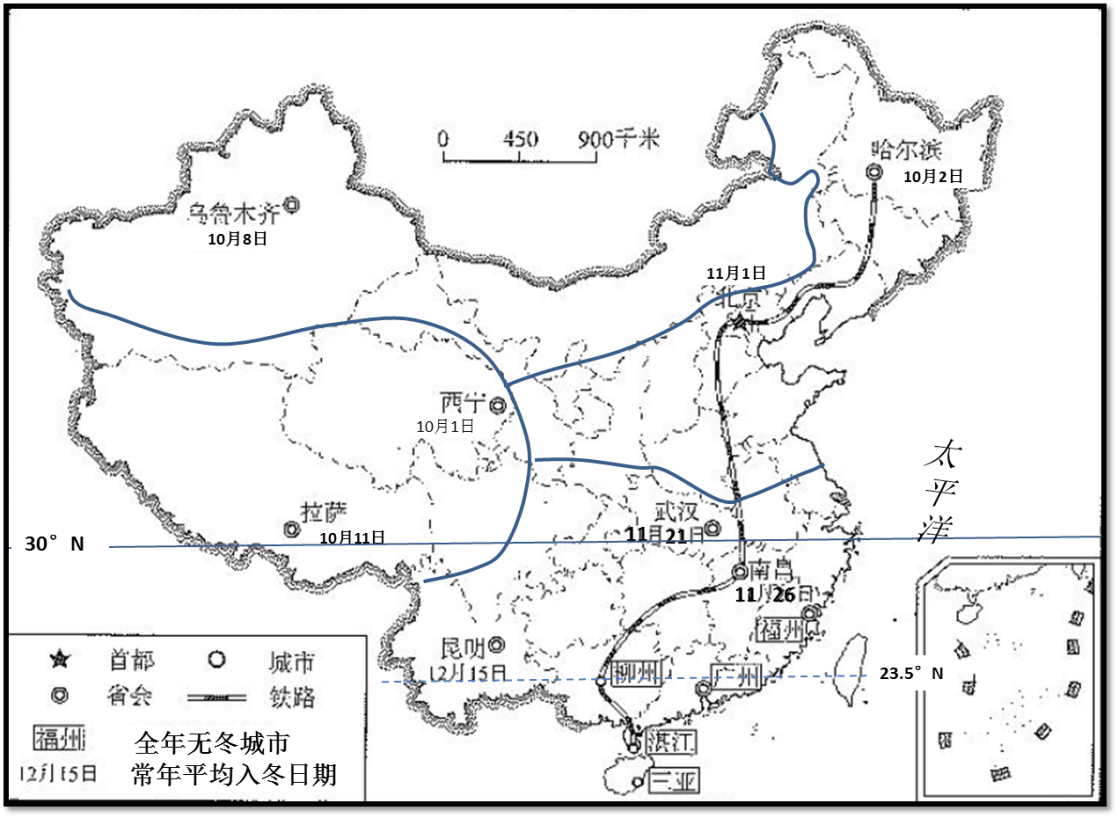 0 450 900千米
哈尔滨
10月2日
乌鲁木齐
10月8日
11月1日
北京
西宁
10月1日
太平洋
拉萨
10月11日
武汉
11月21日
30°N
南昌
11月26日
福州
昆明
12月15日
柳州
广州
23.5°N
湛江
三亚
首都
城市
省会
铁路
福州
全年无冬城市
12月15日
常年平均入冬日期